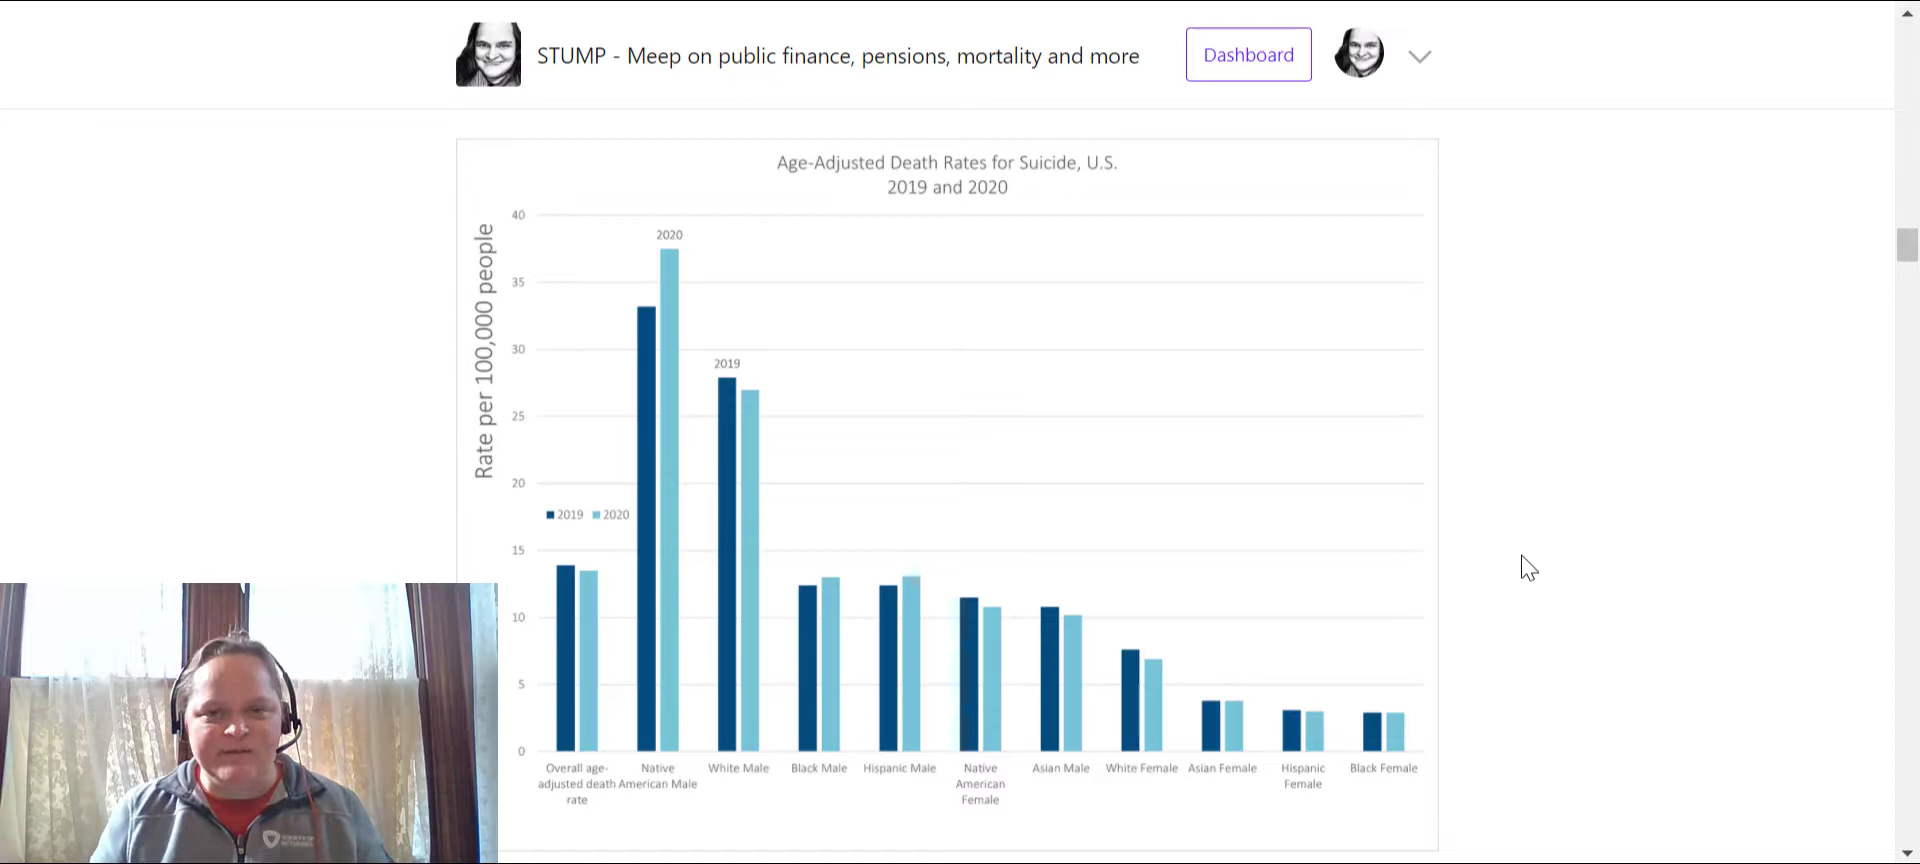 STUMP - Meep on public finance, pensions, mortality and more
Dashboard
Age-Adjusted Death Rates for Suicide, U.S.
2019 and 2020
Rate per 100,000 people
40
35
30
25
20
15
10
5
0
2020
2019
2019 2020
Overall age-
adjusted death
rate
Native
American Male
White Male
Black Male
Hispanic Male
Native
American
Female
Asian Male
White Female
Asian Female
Hispanic
Female
Black Female